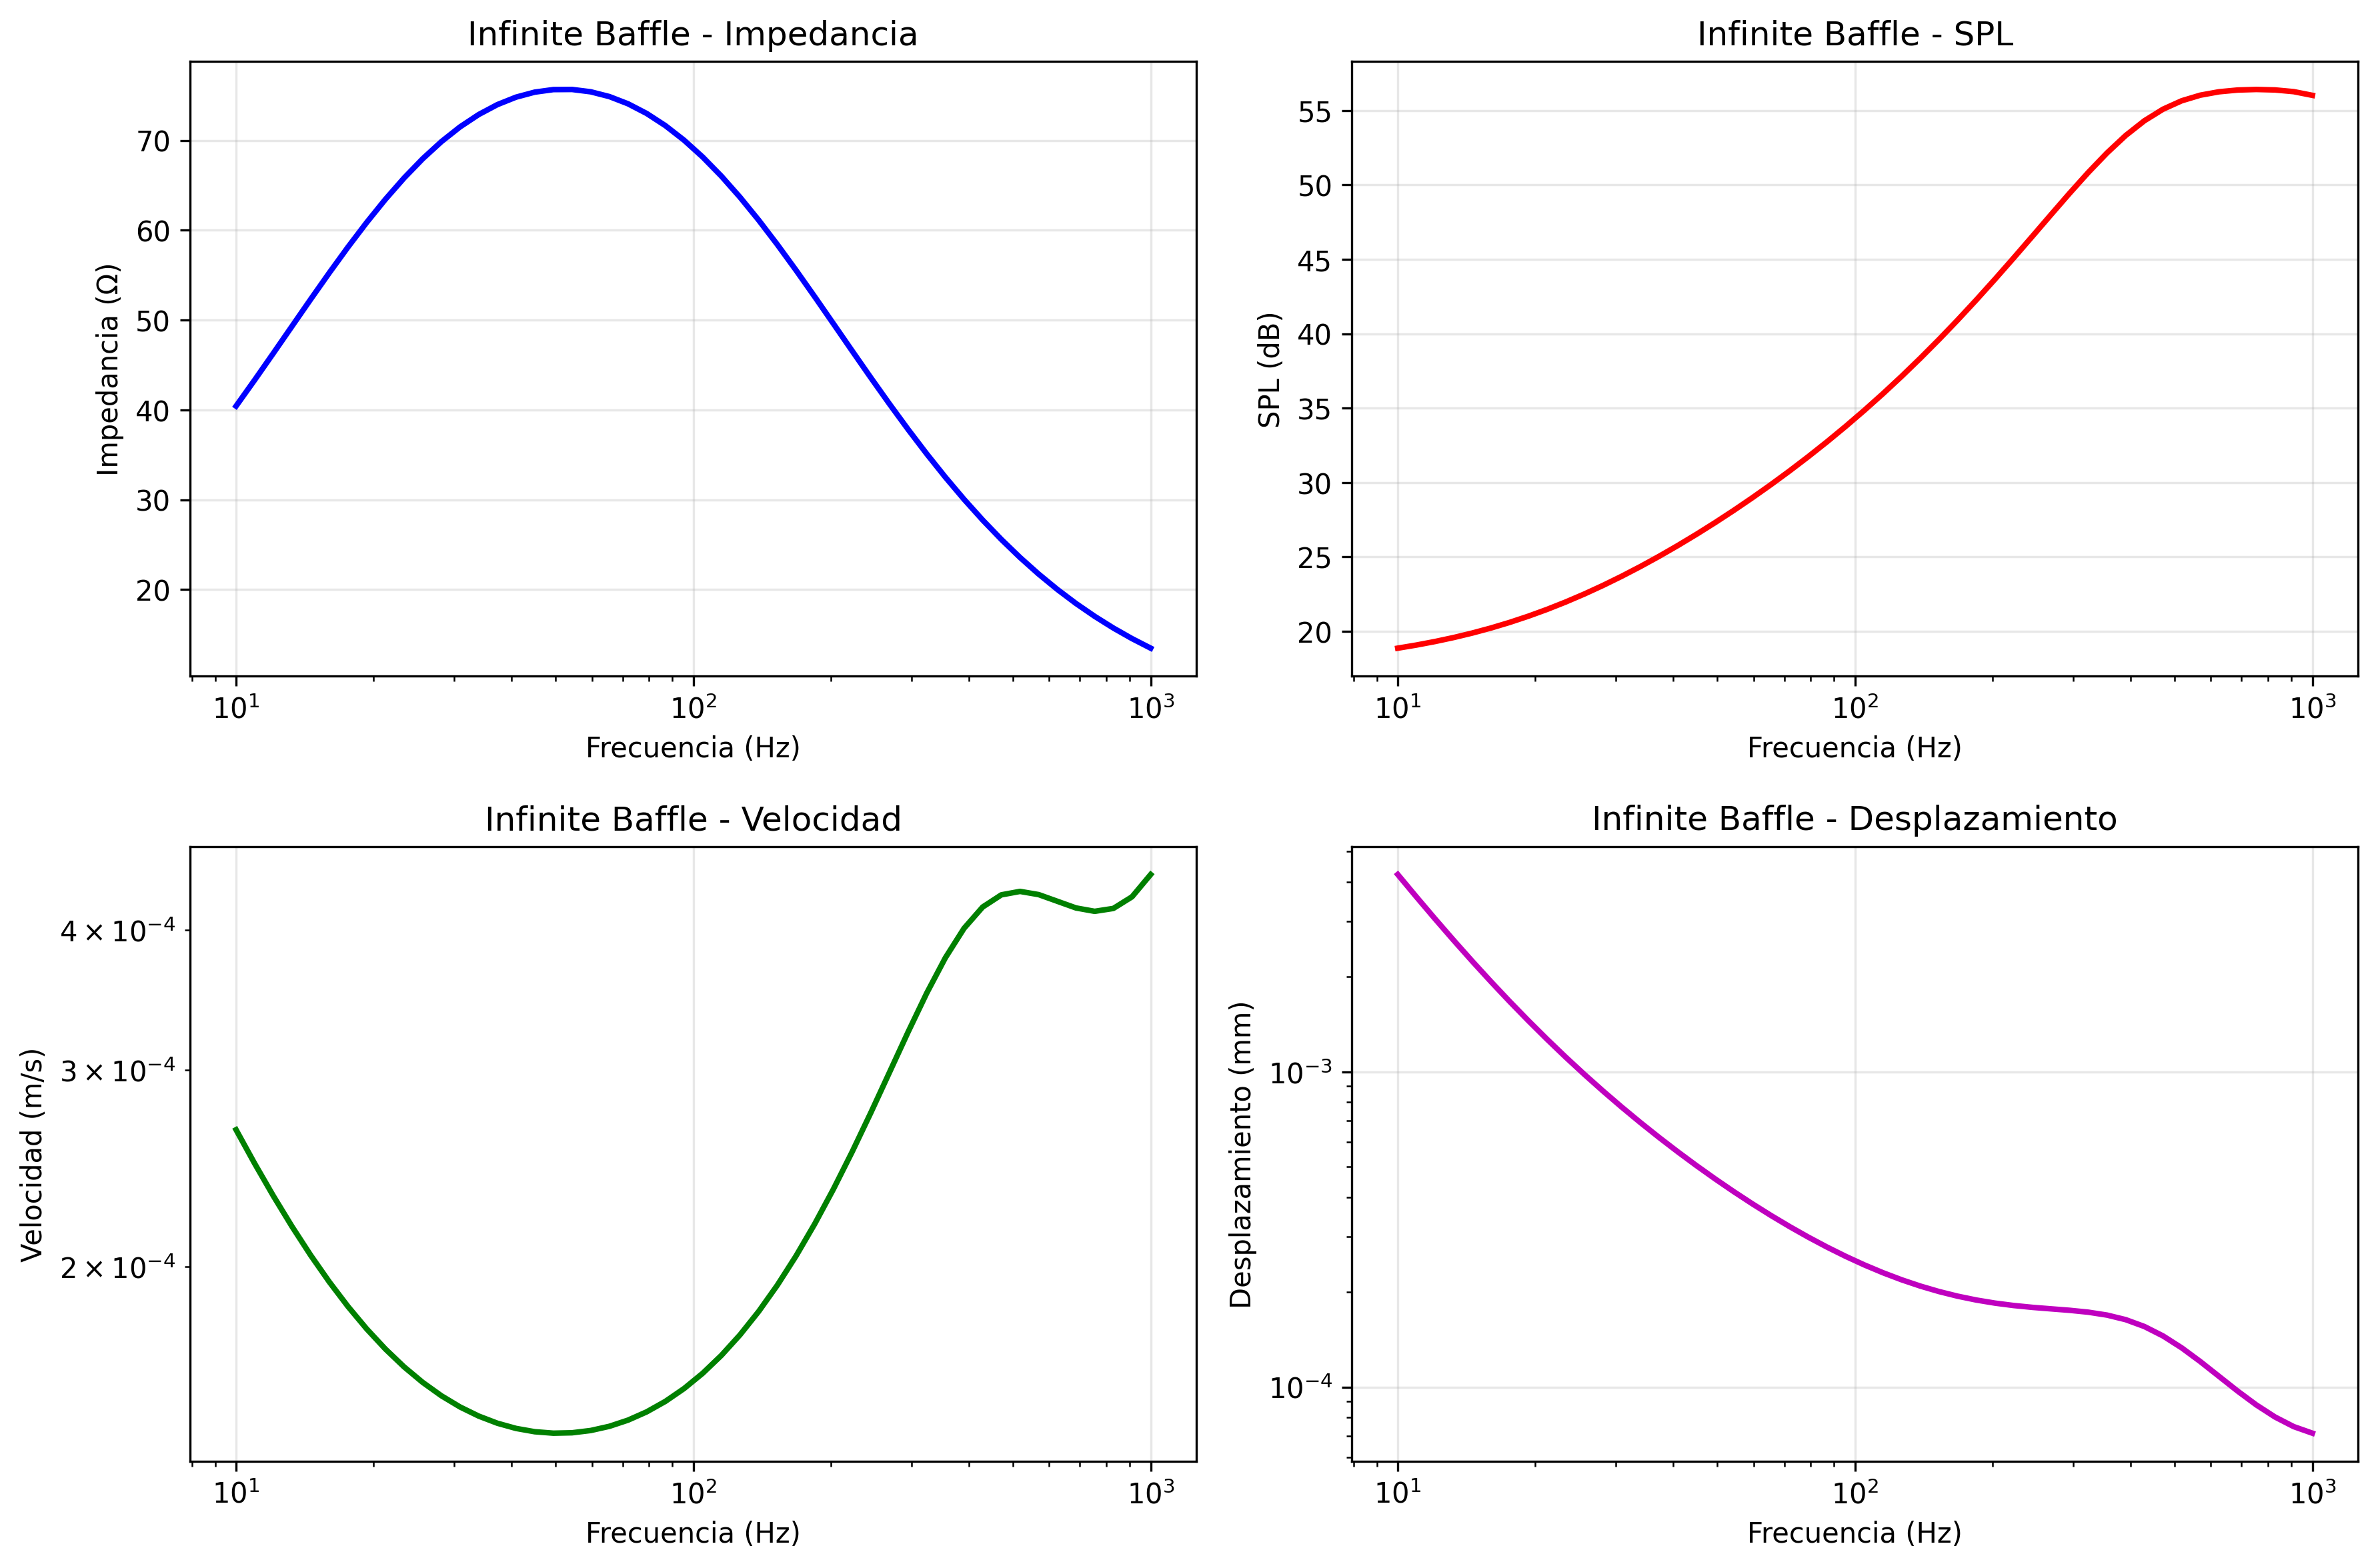 Infinite Baffle - Impedancia
Impedancia (Ω)
70
60
50
40
30
20
10¹ 10² 10³
Frecuencia (Hz)
Infinite Baffle - SPL
SPL (dB)
55
50
45
40
35
30
25
20
10¹ 10² 10³
Frecuencia (Hz)
Infinite Baffle - Velocidad
Velocidad (m/s)
4 × 10⁻⁴
3 × 10⁻⁴
2 × 10⁻⁴
10¹ 10² 10³
Frecuencia (Hz)
Infinite Baffle - Desplazamiento
Desplazamiento (mm)
10⁻³
10⁻⁴
10¹ 10² 10³
Frecuencia (Hz)